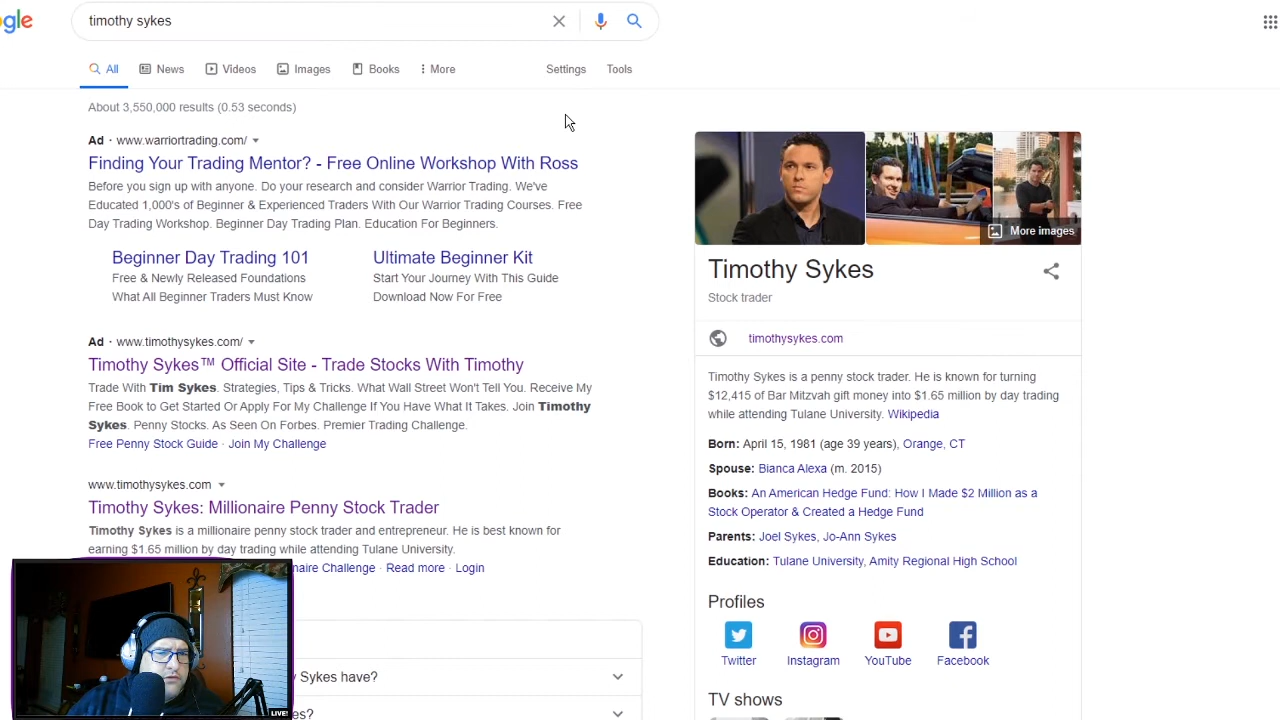 gle
timothy sykes
All
News
Videos
Images
Books
More
Settings
Tools
About 3,550,000 results (0.53 seconds)
Ad · www.warriortrading.com/
Finding Your Trading Mentor? - Free Online Workshop With Ross
Before you sign up with anyone. Do your research and consider Warrior Trading. We've
Educated 1,000's of Beginner & Experienced Traders With Our Warrior Trading Courses. Free
Day Trading Workshop. Beginner Day Trading Plan. Education For Beginners.
Beginner Day Trading 101
Free & Newly Released Foundations
What All Beginner Traders Must Know
Ultimate Beginner Kit
Start Your Journey With This Guide
Download Now For Free
Ad · www.timothysykes.com/
Timothy Sykes™ Official Site - Trade Stocks With Timothy
Trade With Tim Sykes. Strategies, Tips & Tricks. What Wall Street Won't Tell You. Receive My
Free Book to Get Started Or Apply For My Challenge If You Have What It Takes. Join Timothy
Sykes. Penny Stocks. As Seen On Forbes. Premier Trading Challenge.
Free Penny Stock Guide · Join My Challenge
www.timothysykes.com
Timothy Sykes: Millionaire Penny Stock Trader
Timothy Sykes is a millionaire penny stock trader and entrepreneur. He is best known for
earning $1.65 million by day trading while attending Tulane University.
naire Challenge · Read more · Login
y Sykes have?
es?
LIVE!
More images
Timothy Sykes
Stock trader
timothysykes.com
Timothy Sykes is a penny stock trader. He is known for turning
$12,415 of Bar Mitzvah gift money into $1.65 million by day trading
while attending Tulane University. Wikipedia
Born: April 15, 1981 (age 39 years), Orange, CT
Spouse: Bianca Alexa (m. 2015)
Books: An American Hedge Fund: How I Made $2 Million as a
Stock Operator & Created a Hedge Fund
Parents: Joel Sykes, Jo-Ann Sykes
Education: Tulane University, Amity Regional High School
Profiles
Twitter
Instagram
YouTube
Facebook
TV shows